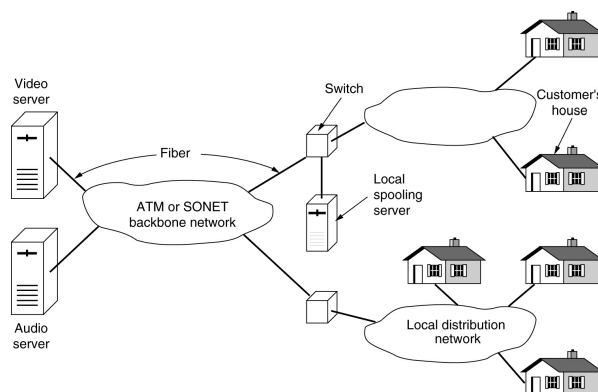 Video
server
Switch
Customer's
house
Fiber
ATM or SONET
backbone network
Local
spooling
server
Audio
server
Local distribution
network